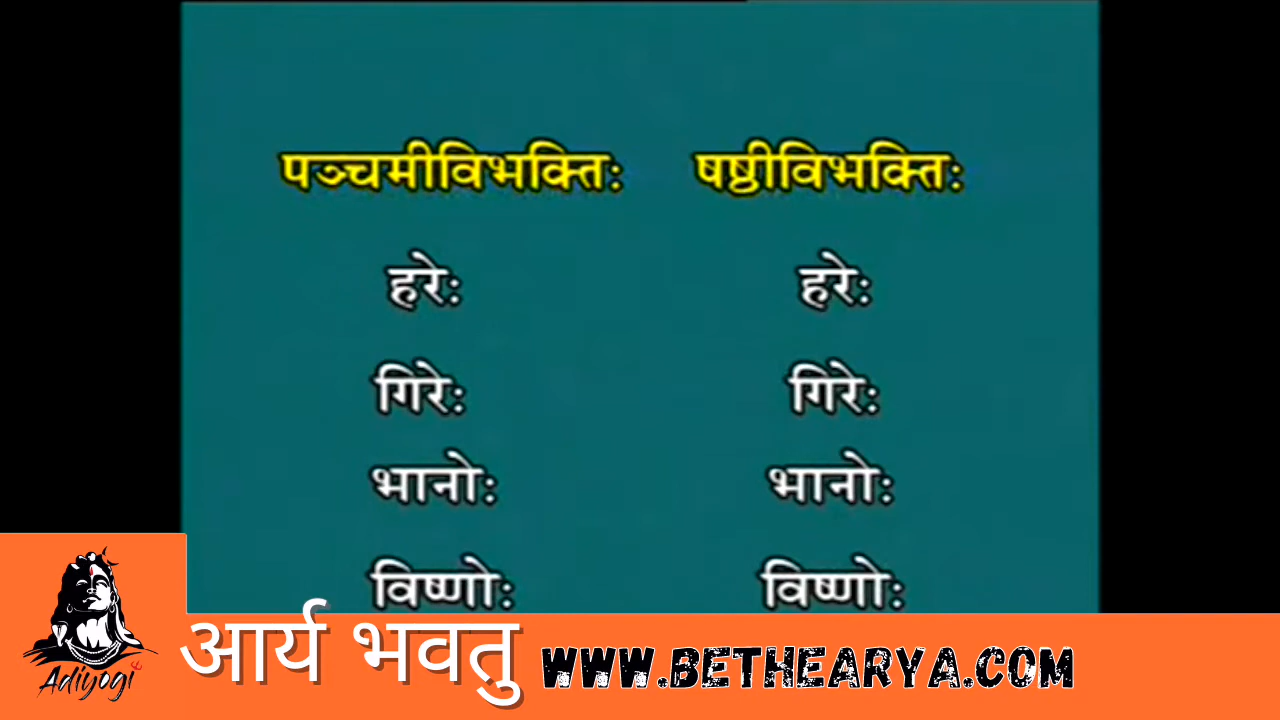 पञ्चमीविभक्तिः षष्ठीविभक्तिः
हरेः हरेः
गिरेः गिरेः
भानोः भानोः
विष्णोः विष्णोः
Adiyogi
आर्य भवतु WWW.BETHEARYA.COM